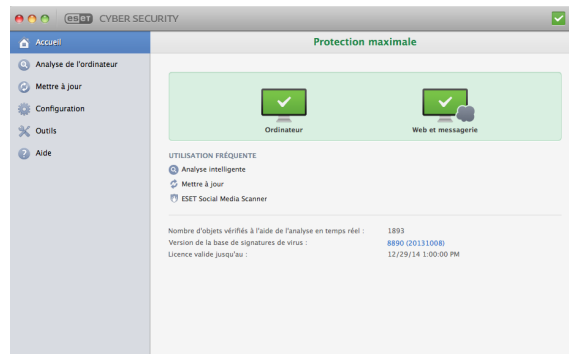 eset CYBER SECURITY
Accueil
Analyse de l'ordinateur
Mettre à jour
Configuration
Outils
Aide
Protection maximale
Ordinateur
Web et messagerie
UTILISATION FRÉQUENTE
Analyse intelligente
Mettre à jour
ESET Social Media Scanner
Nombre d'objets vérifiés à l'aide de l'analyse en temps réel : 1893
Version de la base de signatures de virus : 8890 (20131008)
Licence valide jusqu'au : 12/29/14 1:00:00 PM